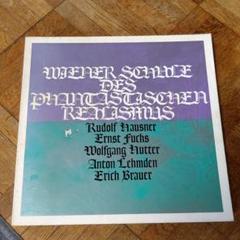 WIENER SCHULE
DES
PHANTASTISCHEN
REALISMUS
Rudolf Hausner
Ernst Fuchs
Wolfgang Hutter
Anton Lehmden
Erich Brauer